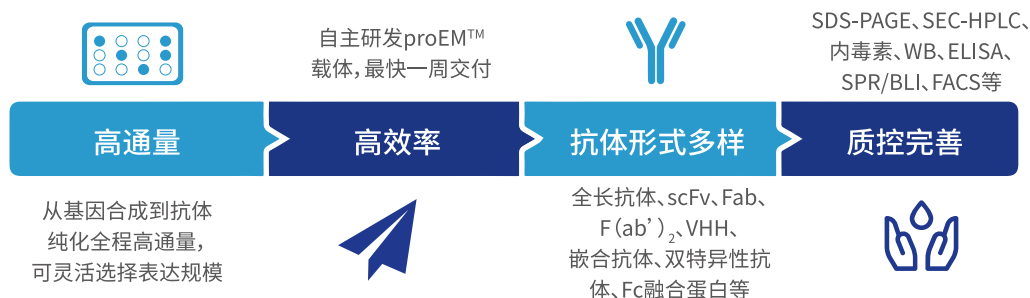 自主研发proEM™
载体，最快一周交付
SDS-PAGE、SEC-HPLC、
内毒素、WB、ELISA、
SPR/BLI、FACS等
高通量
高效率
抗体形式多样
质控完善
从基因合成到抗体
纯化全程高通量，
可灵活选择表达规模
全长抗体、scFv、Fab、
F（ab’）₂、VHH、
嵌合抗体、双特异性抗
体、Fc融合蛋白等